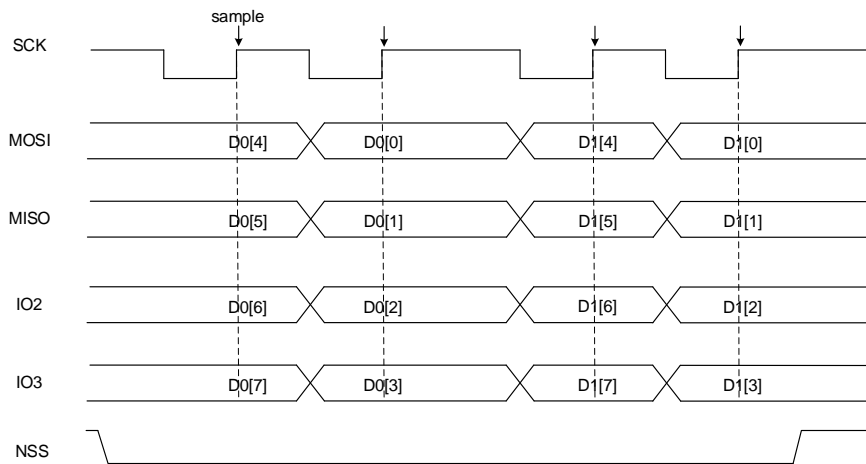 sample
SCK
MOSI D0[4] D0[0] D1[4] D1[0]
MISO D0[5] D0[1] D1[5] D1[1]
IO2 D0[6] D0[2] D1[6] D1[2]
IO3 D0[7] D0[3] D1[7] D1[3]
NSS